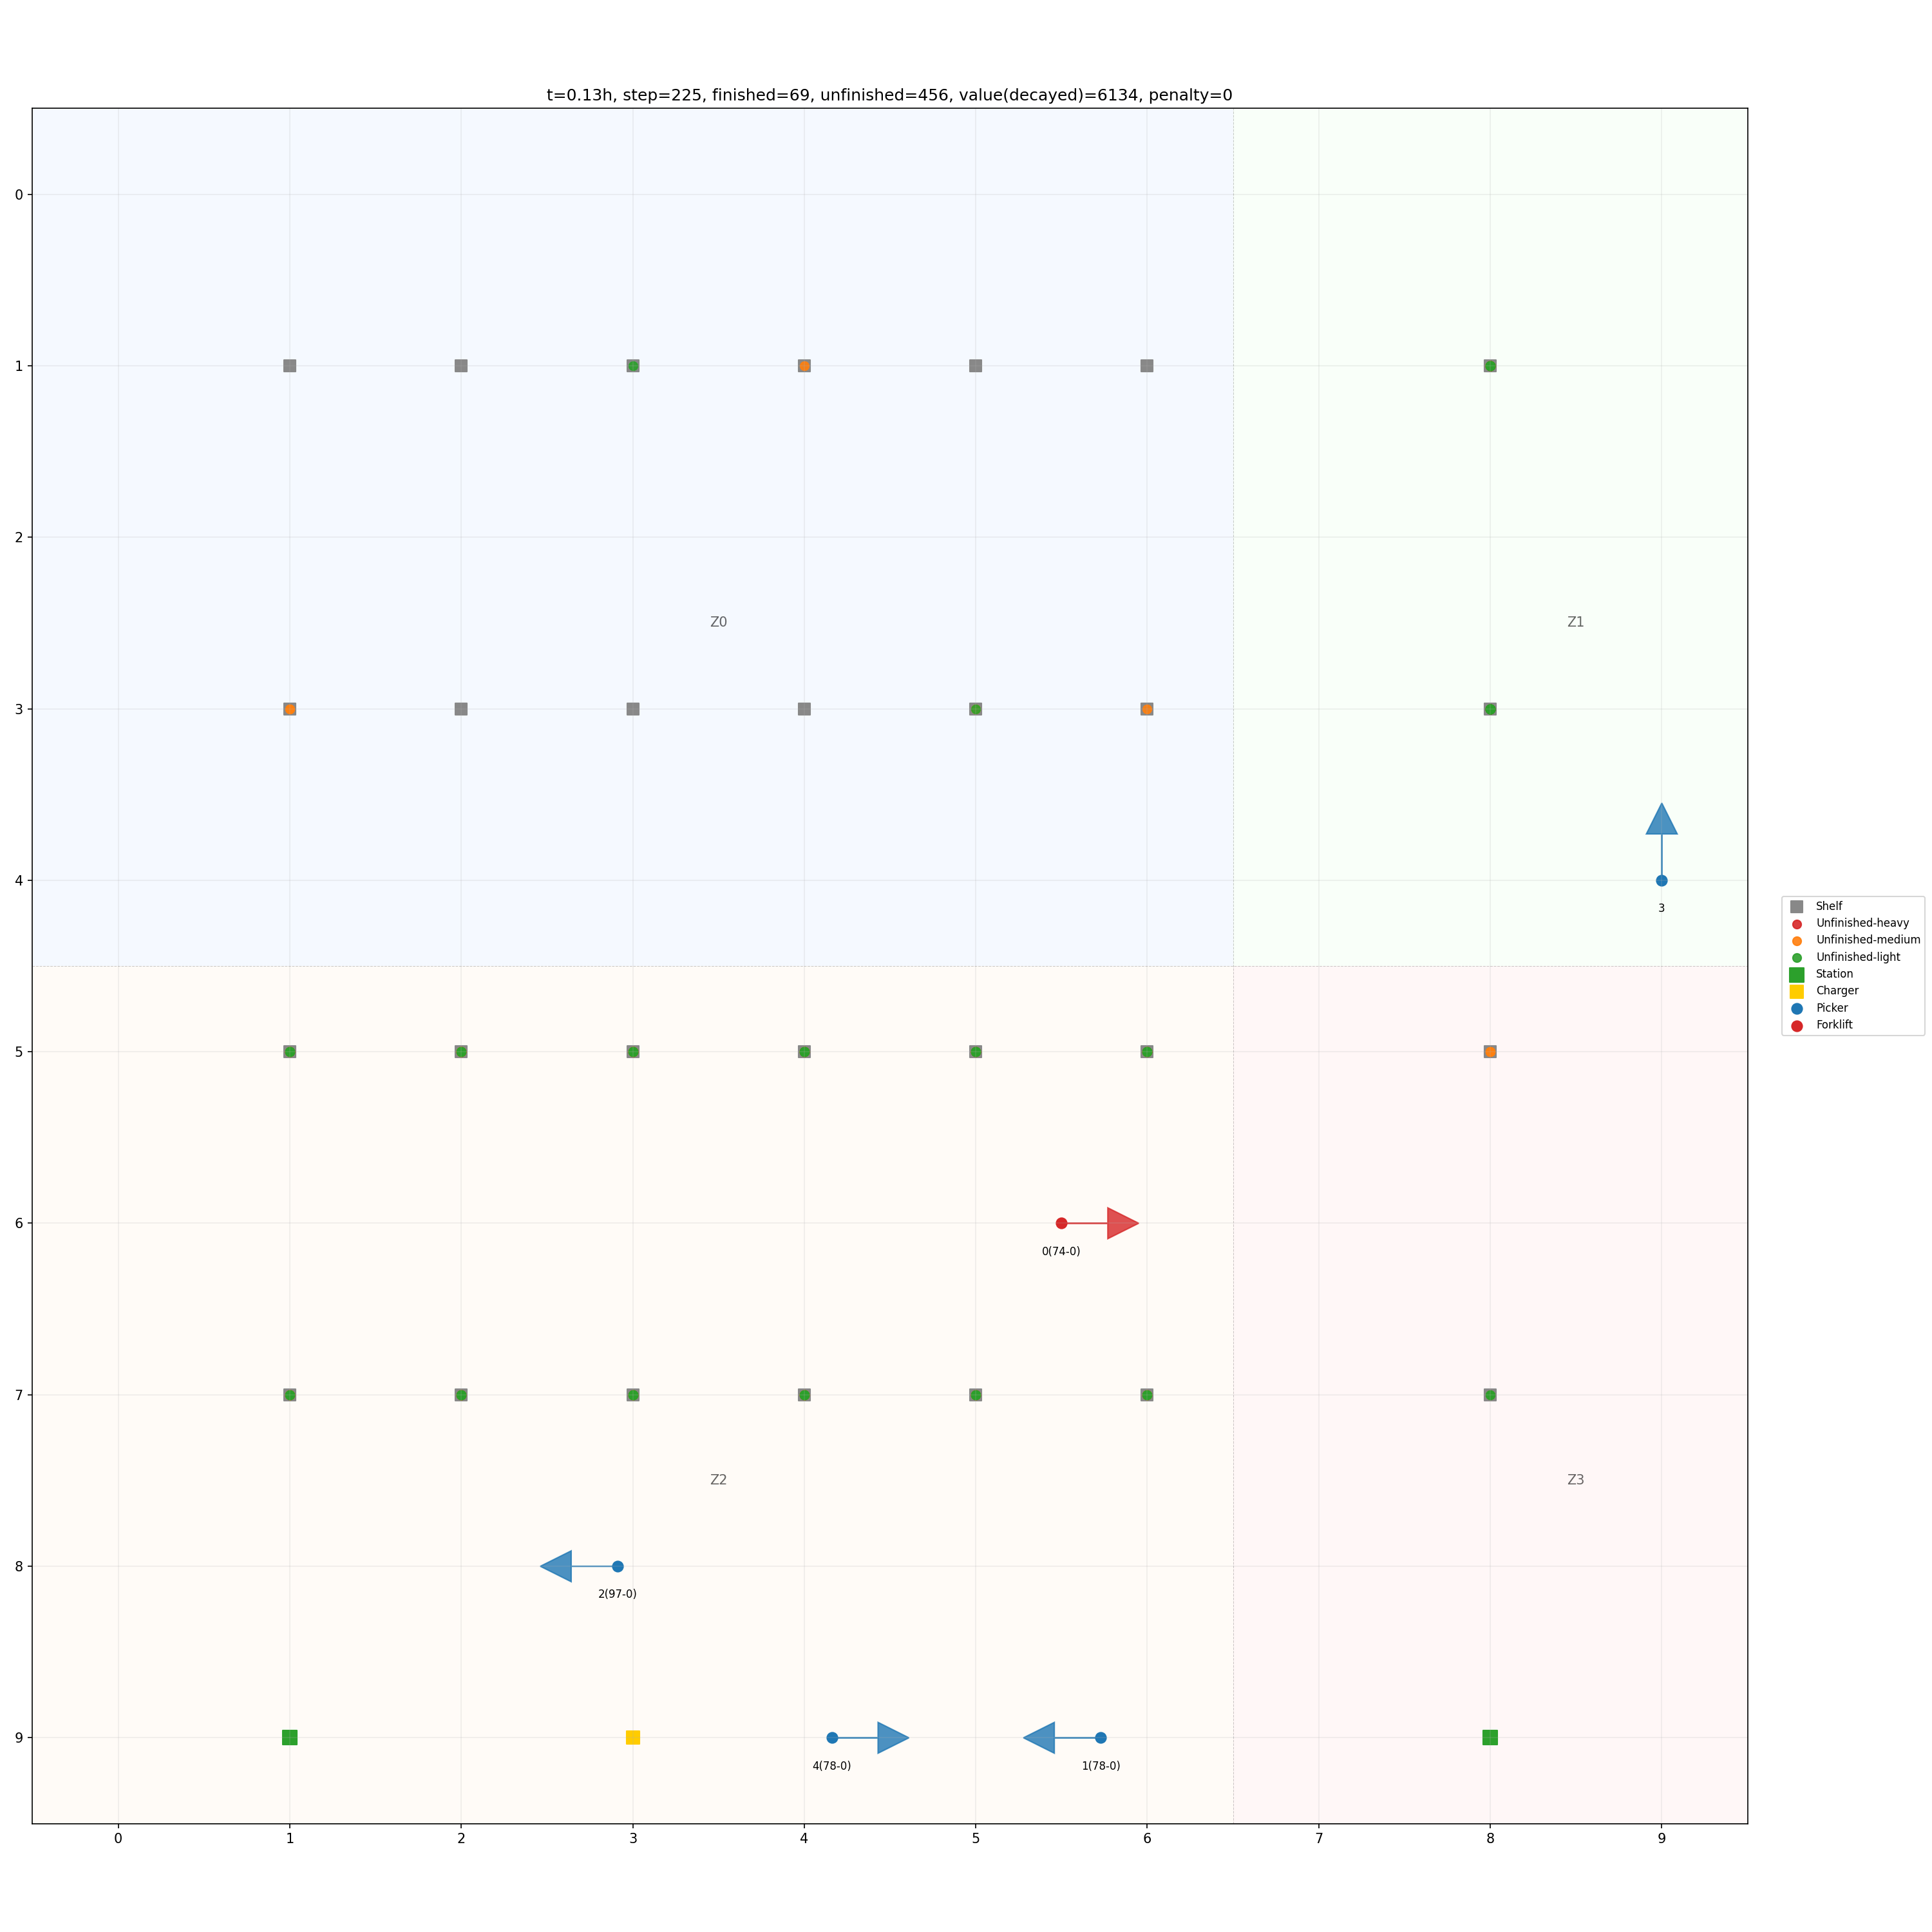 t=0.13h, step=225, finished=69, unfinished=456, value(decayed)=6134, penalty=0
0
1
2
Z0
Z1
3
4
3
Shelf
Unfinished-heavy
Unfinished-medium
Unfinished-light
Station
Charger
Picker
Forklift
5
6
0(74-0)
7
Z2
Z3
8
2(97-0)
9
4(78-0)
1(78-0)
0 1 2 3 4 5 6 7 8 9